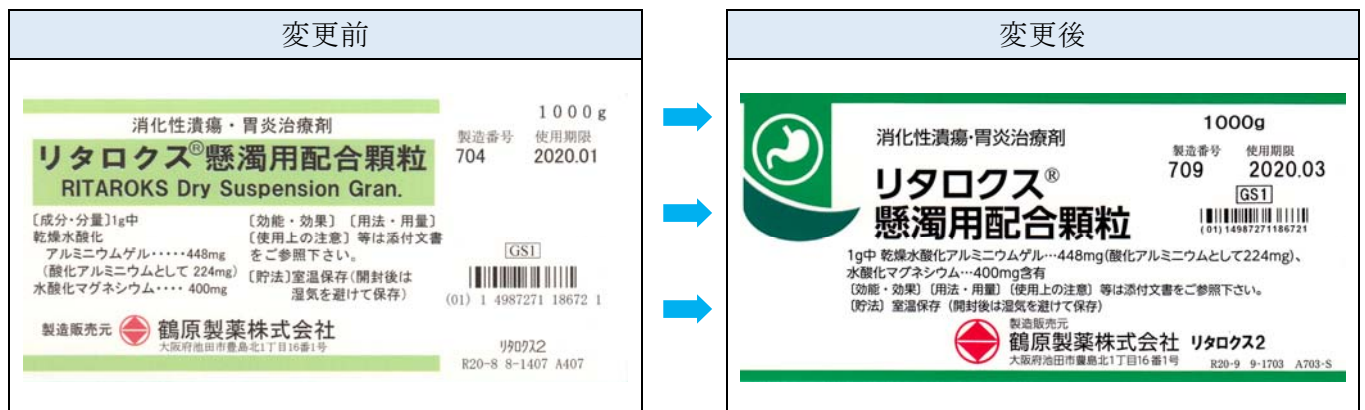 変更前
消化性潰瘍・胃炎治療剤
リタロクス®懸濁用配合顆粒
RITAROKS Dry Suspension Gran.
1000g
製造番号 使用期限
704 2020.01
〔成分・分量〕1g中
乾燥水酸化
アルミニウムゲル・・・・・448mg
(酸化アルミニウムとして 224mg)
水酸化マグネシウム・・・・ 400mg
〔効能・効果〕〔用法・用量〕
〔使用上の注意〕等は添付文書
をご参照下さい。
〔貯法〕室温保存(開封後は
湿気を避けて保存)
GS1
(01) 1 4987271 18672 1
製造販売元 鶴原製薬株式会社
大阪府池田市豊島北1丁目16番1号
リタロクス2
R20-8 8-1407 A407
変更後
消化性潰瘍・胃炎治療剤
リタロクス®
懸濁用配合顆粒
1000g
製造番号 使用期限
709 2020.03
GS1
(01)14987271186721
1g中 乾燥水酸化アルミニウムゲル…448mg(酸化アルミニウムとして224mg)、
水酸化マグネシウム…400mg含有
〔効能・効果〕〔用法・用量〕〔使用上の注意〕等は添付文書をご参照下さい。
〔貯法〕室温保存（開封後は湿気を避けて保存）
製造販売元
鶴原製薬株式会社 リタロクス2
大阪府池田市豊島北1丁目16番1号 R20-9 9-1703 A703-S